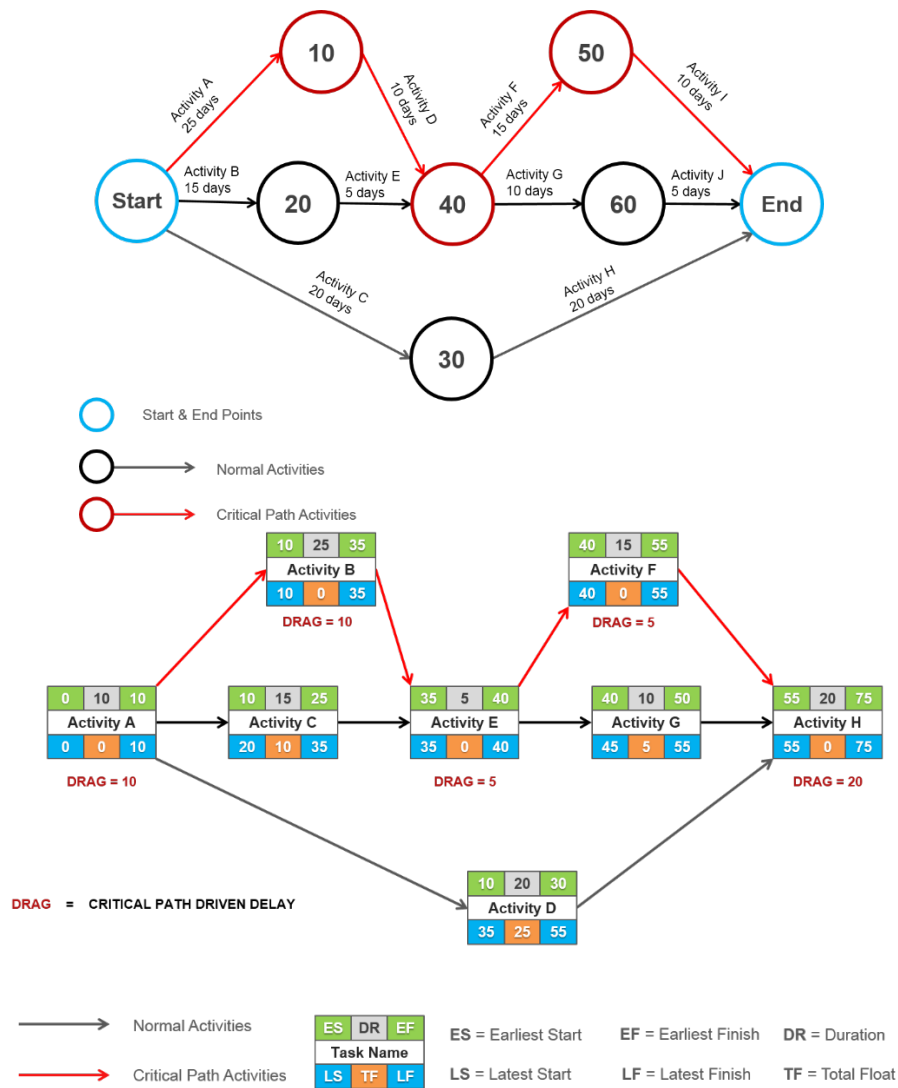 10
50
Activity A
25 days
Activity D
10 days
Activity F
15 days
Activity I
10 days
Start
Activity B
15 days
20
Activity E
5 days
40
Activity G
10 days
60
Activity J
5 days
End
Activity C
20 days
Activity H
20 days
30
Start & End Points
Normal Activities
Critical Path Activities
10 25 35
Activity B
10 0 35
DRAG = 10
40 15 55
Activity F
40 0 55
DRAG = 5
0 10 10
Activity A
0 0 10
DRAG = 10
10 15 25
Activity C
20 10 35
35 5 40
Activity E
35 0 40
DRAG = 5
40 10 50
Activity G
45 5 55
55 20 75
Activity H
55 0 75
DRAG = 20
10 20 30
Activity D
35 25 55
DRAG = CRITICAL PATH DRIVEN DELAY
Normal Activities
Critical Path Activities
ES DR EF
Task Name
LS TF LF
ES = Earliest Start EF = Earliest Finish DR = Duration
LS = Latest Start LF = Latest Finish TF = Total Float